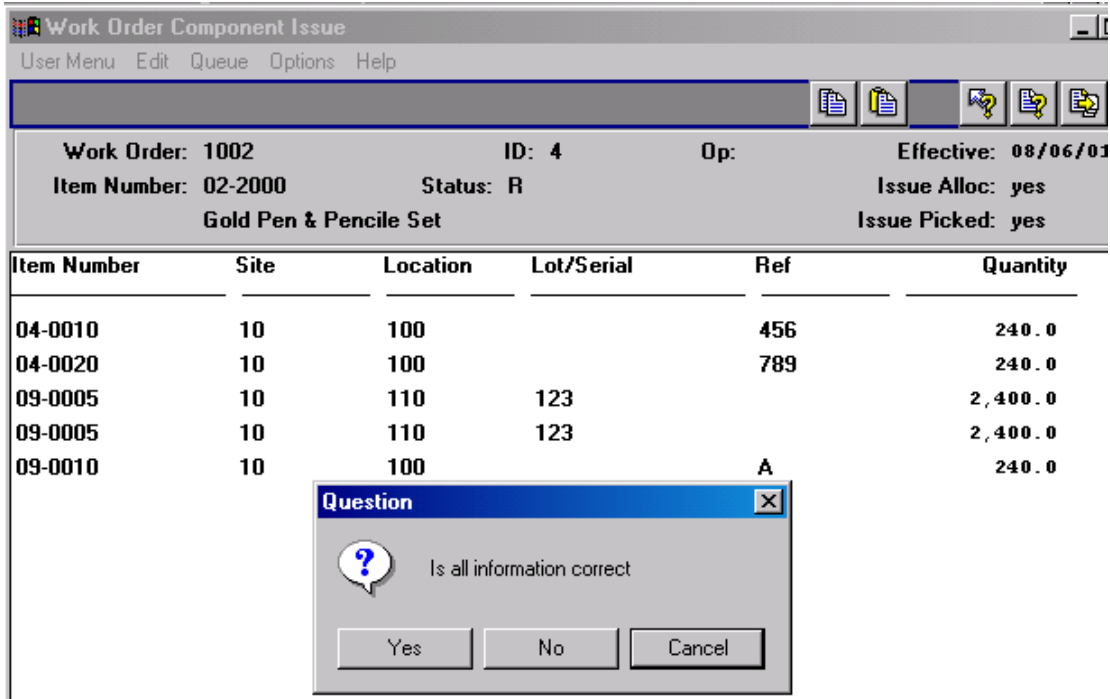 Work Order Component Issue
User Menu Edit Queue Options Help
Work Order: 1002 ID: 4 Op: Effective: 08/06/01
Item Number: 02-2000 Status: R Issue Alloc: yes
Gold Pen & Pencile Set Issue Picked: yes
Item Number Site Location Lot/Serial Ref Quantity
04-0010 10 100 456 240.0
04-0020 10 100 789 240.0
09-0005 10 110 123 2,400.0
09-0005 10 110 123 2,400.0
09-0010 10 100 A 240.0
Question
Is all information correct
Yes No Cancel